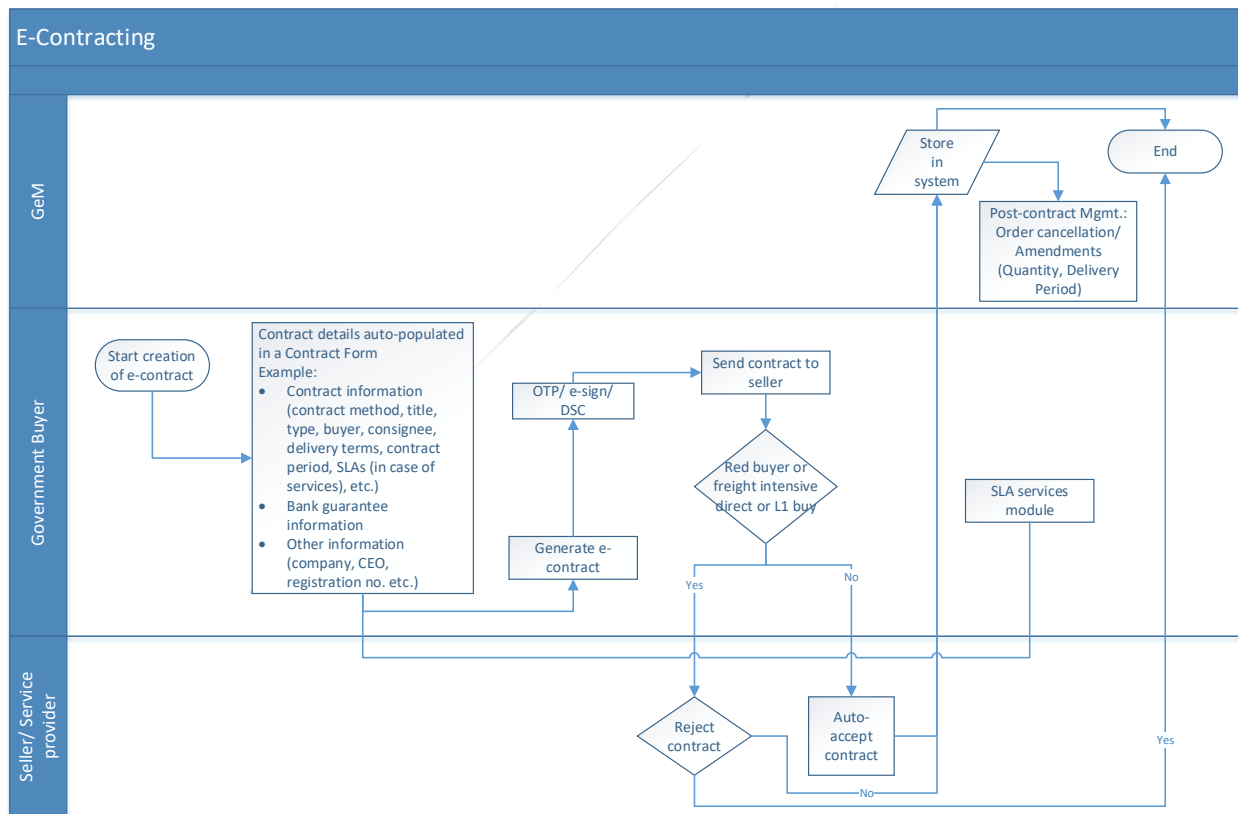 E-Contracting
GeM
Store
in
system
End
Post-contract Mgmt.:
Order cancellation/
Amendments
(Quantity, Delivery
Period)
Government Buyer
Start creation
of e-contract
Contract details auto-populated
in a Contract Form
Example:
● Contract information
(contract method, title,
type, buyer, consignee,
delivery terms, contract
period, SLAs (in case of
services), etc.)
● Bank guarantee
information
● Other information
(company, CEO,
registration no. etc.)
OTP/ e-sign/
DSC
Generate e-
contract
Send contract to
seller
Red buyer or
freight intensive
direct or L1 buy
SLA services
module
Yes
No
Seller/ Service
provider
Reject
contract
Auto-
accept
contract
No
Yes